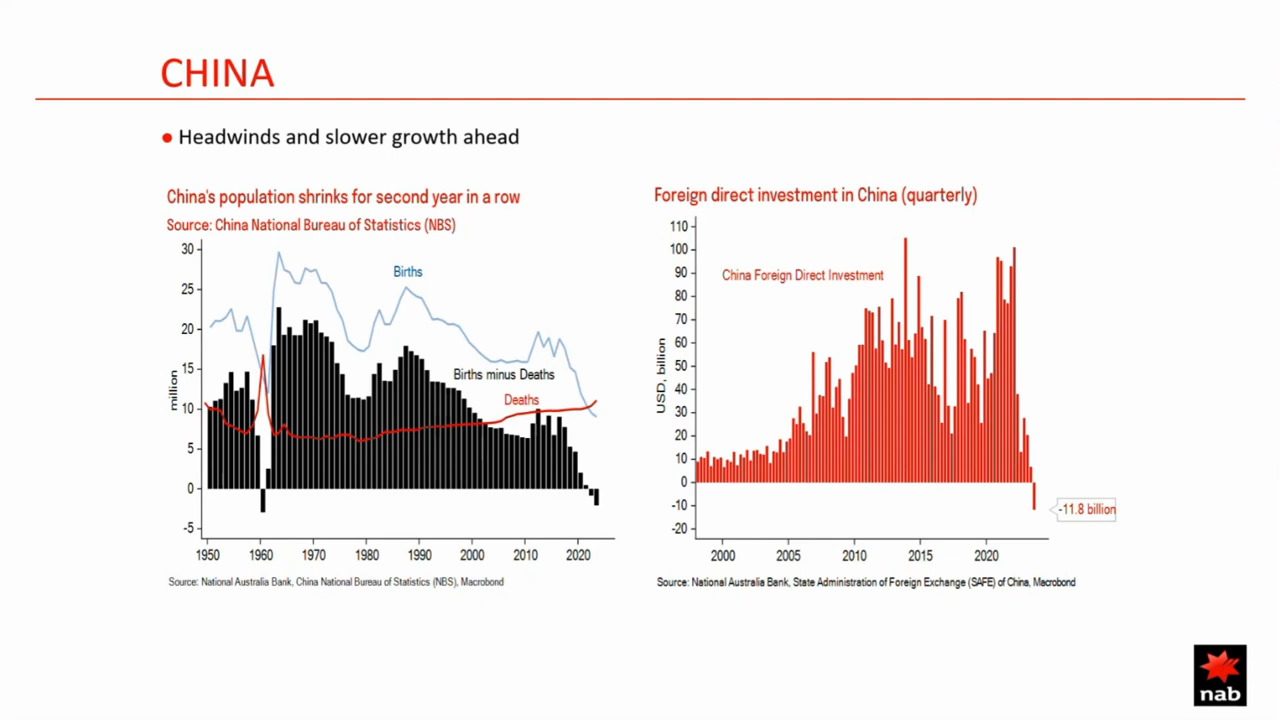 CHINA
● Headwinds and slower growth ahead
China's population shrinks for second year in a row
Source: China National Bureau of Statistics (NBS)
30
25
20
15
10
5
0
-5
million
Births
Births minus Deaths
Deaths
1950 1960 1970 1980 1990 2000 2010 2020
Source: National Australia Bank, China National Bureau of Statistics (NBS), Macrobond
Foreign direct investment in China (quarterly)
110
100
90
80
70
60
50
40
30
20
10
0
-10
-20
USD, billion
China Foreign Direct Investment
-11.8 billion
2000 2005 2010 2015 2020
Source: National Australia Bank, State Administration of Foreign Exchange (SAFE) of China, Macrobond
nab